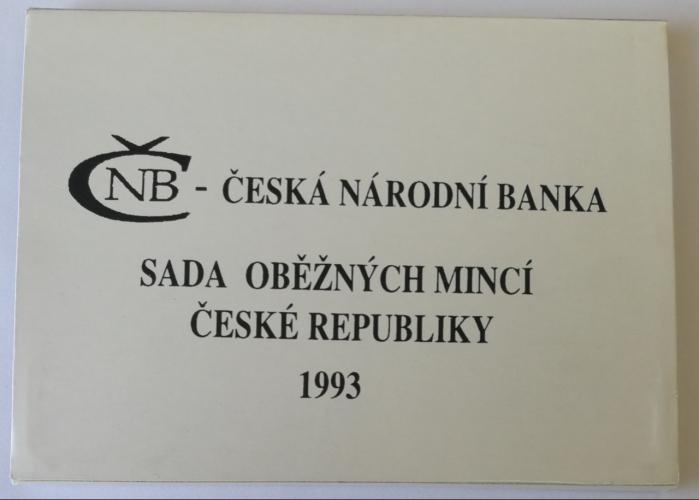 ČNB - ČESKÁ NÁRODNÍ BANKA
SADA OBĚŽNÝCH MINCÍ
ČESKÉ REPUBLIKY
1993